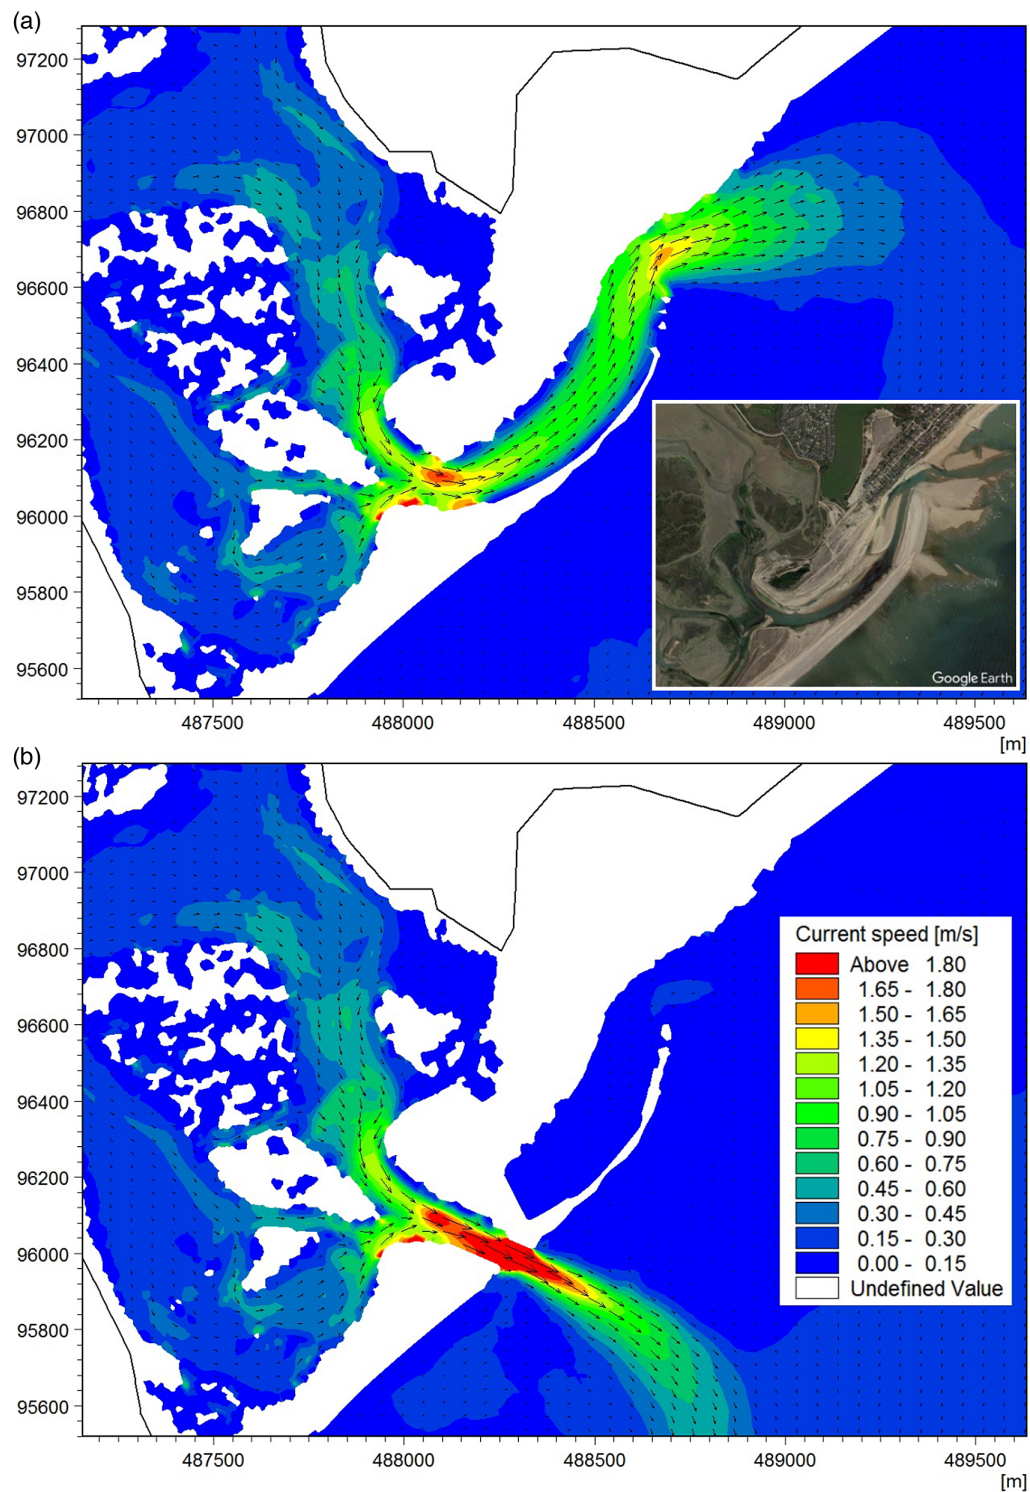 (a)
97200
97000
96800
96600
96400
96200
96000
95800
95600
Google Earth
487500 488000 488500 489000 489500
[m]
(b)
97200
97000
96800
96600
96400
96200
96000
95800
95600
Current speed [m/s]
Above 1.80
1.65 - 1.80
1.50 - 1.65
1.35 - 1.50
1.20 - 1.35
1.05 - 1.20
0.90 - 1.05
0.75 - 0.90
0.60 - 0.75
0.45 - 0.60
0.30 - 0.45
0.15 - 0.30
0.00 - 0.15
Undefined Value
487500 488000 488500 489000 489500
[m]